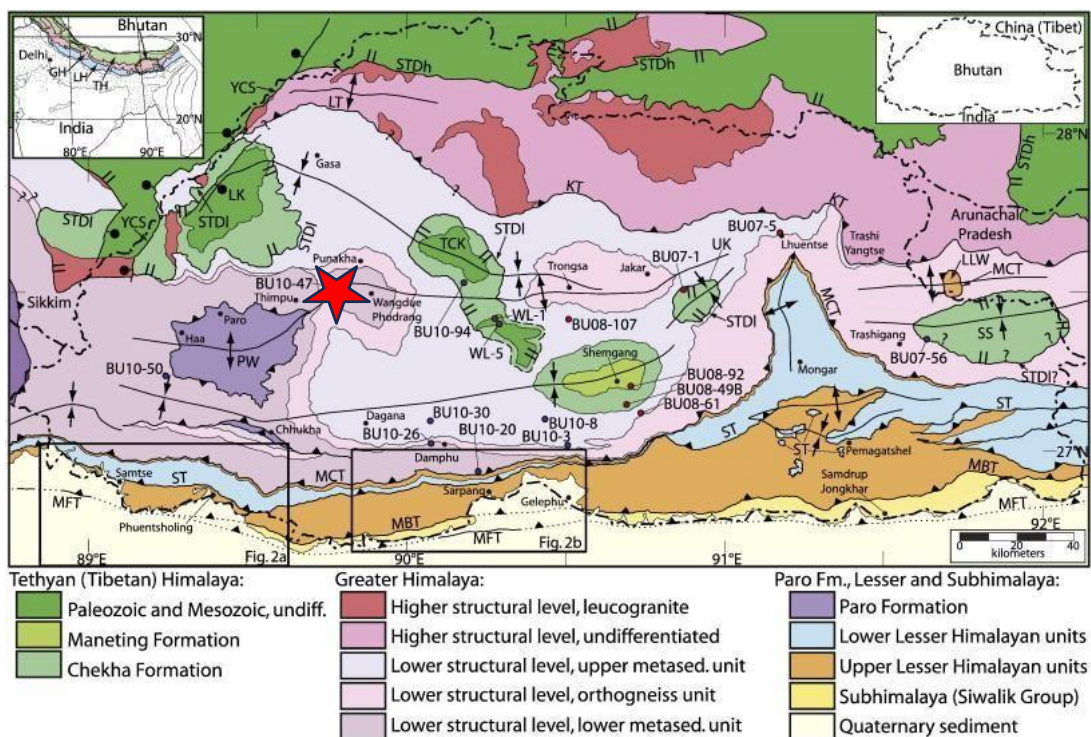 Bhutan
30°N
Delhi
GH
LH
TH
20°N
India
80°E
90°E
China (Tibet)
Bhutan
India
STDh
STDh
YCS
LT
28°N
STDh
Gasa
?
KT
KT
? ?
LK
STDl
STDl
STDl
YCS
STDl
TCK
BU07-5
UK
Lhuentse
Trashi
Yangtse
Arunachal
Pradesh
LLW
MCT
Punakha
BU10-47
Thimpu
Wangdue
Phodrang
Trongsa
Jakar
BU07-1
Sikkim
Paro
Haa
PW
BU10-94
WL-1
WL-5
BU08-107
STDl
MCT
Trashigang
SS
?
?
BU07-56
Shemgang
BU10-50
BU08-92
BU08-49B
BU08-61
Mongar
STDl?
Dagana
BU10-30
BU10-26
BU10-20
BU10-8
BU10-3
Chhukha
Damphu
ST
ST
ST
Pemagatshel
27°N
MBT
Samtse
ST
MCT
Samdrup
Jongkhar
Sarpang
Gelephu
MFT
Phuentsholing
MBT
MFT
MFT
92°E
89°E
Fig. 2a
90°E
Fig. 2b
91°E
0 20 40
kilometers
Tethyan (Tibetan) Himalaya:
Paleozoic and Mesozoic, undiff.
Maneting Formation
Chekha Formation
Greater Himalaya:
Higher structural level, leucogranite
Higher structural level, undifferentiated
Lower structural level, upper metased. unit
Lower structural level, orthogneiss unit
Lower structural level, lower metased. unit
Paro Fm., Lesser and Subhimalaya:
Paro Formation
Lower Lesser Himalayan units
Upper Lesser Himalayan units
Subhimalaya (Siwalik Group)
Quaternary sediment